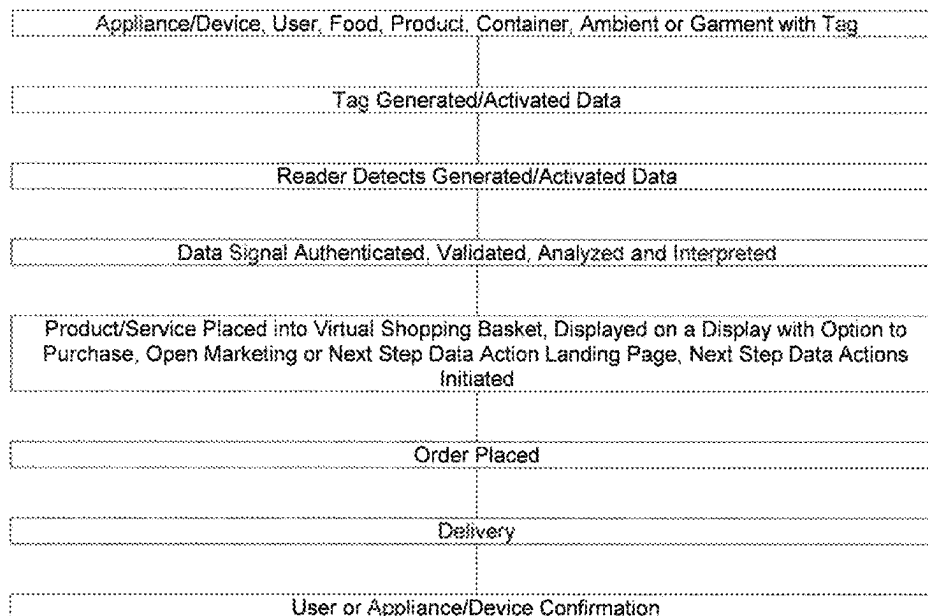 Appliance/Device, User, Food, Product, Container, Ambient or Garment with Tag
Tag Generated/Activated Data
Reader Detects Generated/Activated Data
Data Signal Authenticated, Validated, Analyzed and Interpreted
Product/Service Placed into Virtual Shopping Basket, Displayed on a Display with Option to
Purchase, Open Marketing or Next Step Data Action Landing Page, Next Step Data Actions
Initiated
Order Placed
Delivery
User or Appliance/Device Confirmation